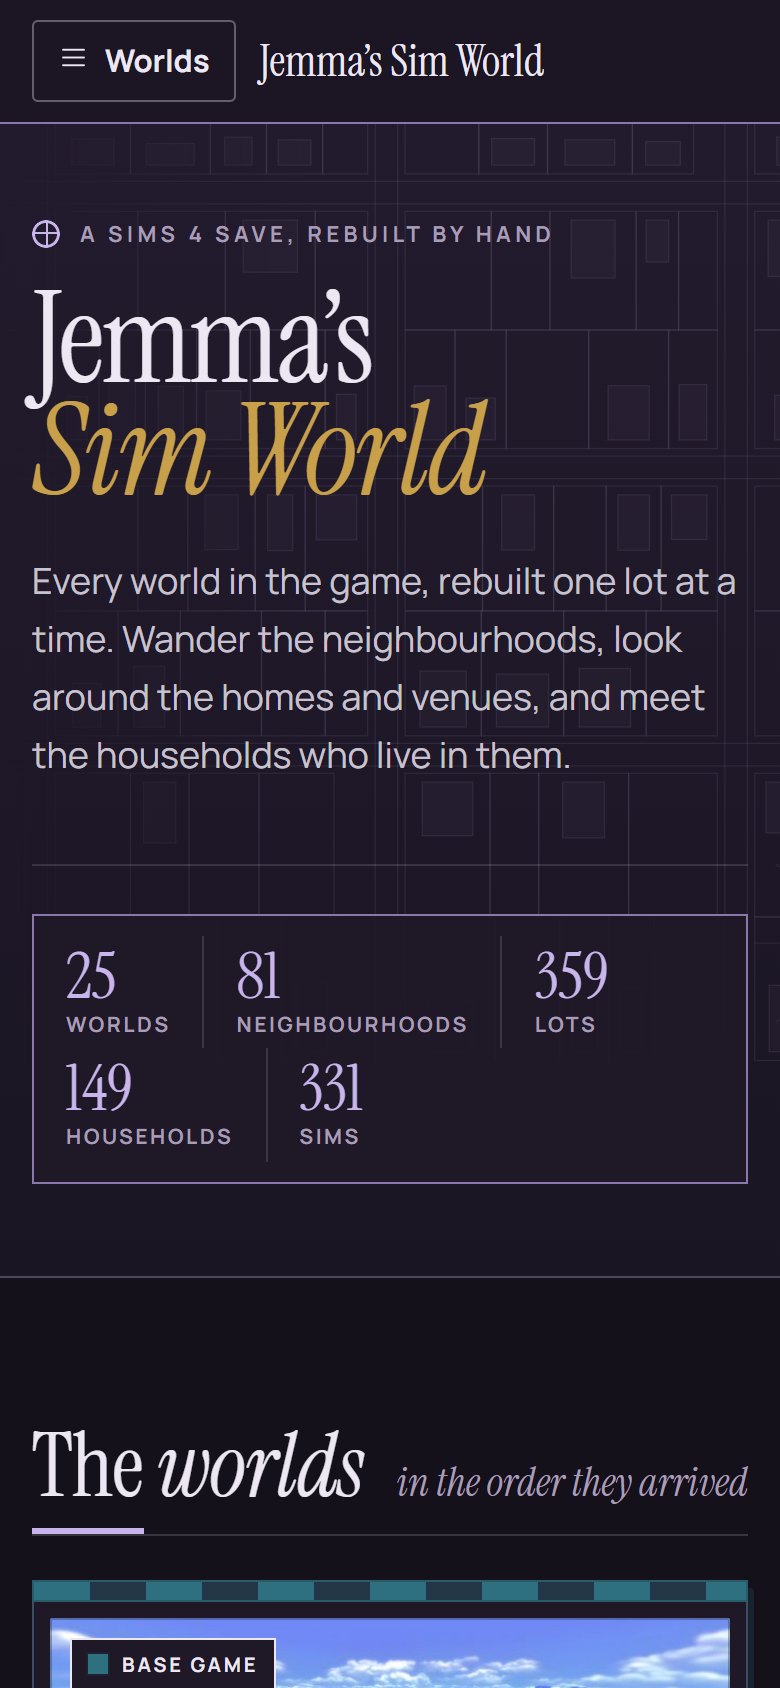 Worlds
Jemma’s Sim World
A SIMS 4 SAVE, REBUILT BY HAND
Jemma’s
Sim World
Every world in the game, rebuilt one lot at a
time. Wander the neighbourhoods, look
around the homes and venues, and meet
the households who live in them.
25
WORLDS
81
NEIGHBOURHOODS
359
LOTS
149
HOUSEHOLDS
331
SIMS
The worlds
in the order they arrived
BASE GAME